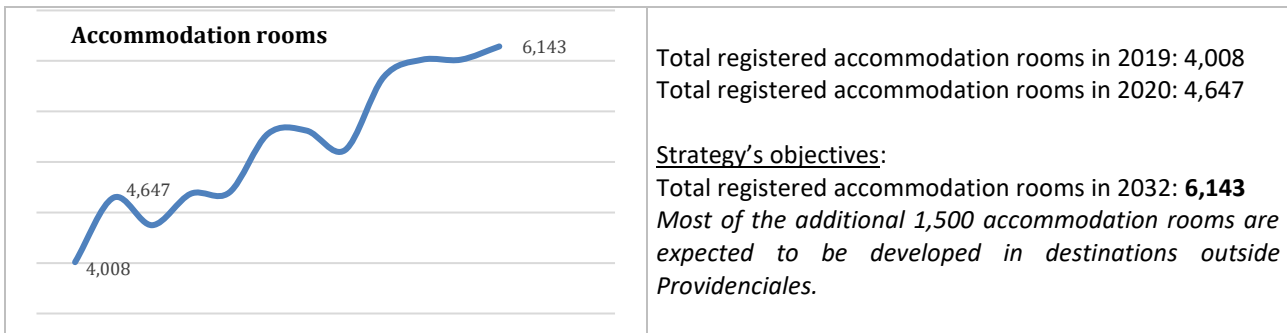 Accommodation rooms
6,143
4,647
4,008
Total registered accommodation rooms in 2019: 4,008
Total registered accommodation rooms in 2020: 4,647
Strategy's objectives:
Total registered accommodation rooms in 2032: 6,143
Most of the additional 1,500 accommodation rooms are
expected to be developed in destinations outside
Providenciales.